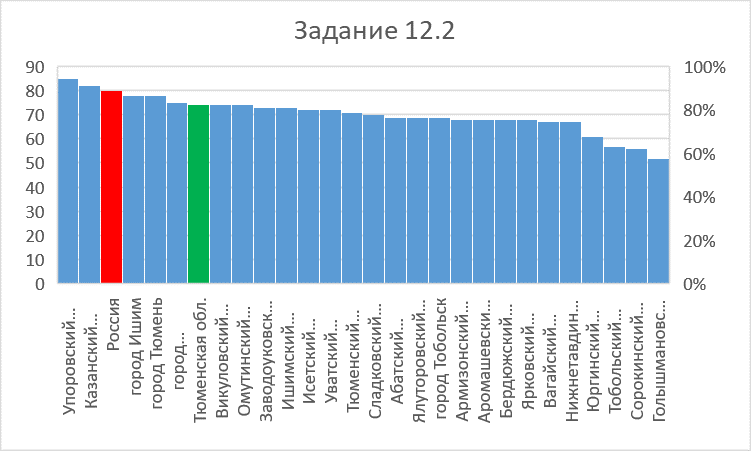 Задание 12.2
90
80
70
60
50
40
30
20
10
0
100%
80%
60%
40%
20%
0%
Упоровский...
Казанский...
Россия
город Ишим
город Тюмень
город...
Тюменская обл.
Викуловский...
Омутинский...
Заводоуковск...
Ишимский...
Исетский...
Уватский...
Тюменский...
Сладковский...
Абатский...
Ялуторовский...
город Тобольск
Армизонский...
Аромашевски...
Бердюжский...
Ярковский...
Вагайский...
Нижнетавдин...
Юргинский...
Тобольский...
Сорокинский...
Голышмановс...